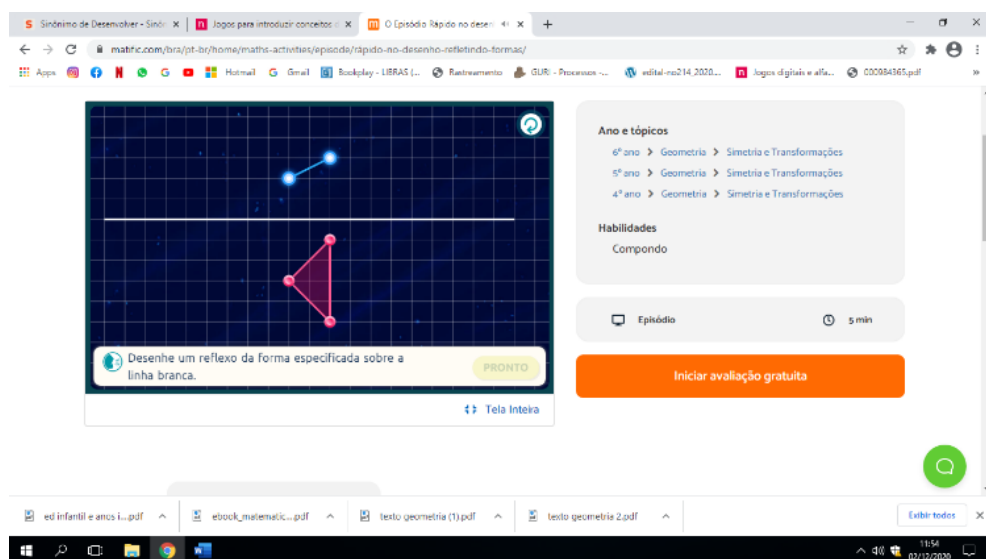 Sinônimo de Desenvolver - Sinôn
Jogos para introduzir conceitos d
O Episódio Rápido no desen
matific.com/bra/pt-br/home/maths-activities/episode/rápido-no-desenho-refletindo-formas/
Apps
Hotmail
Gmail
Bookplay - LIBRAS (...
Rastreamento
GURI - Processos -...
edital-no214_2020...
Jogos digitais e alfa...
000984365.pdf
Desenhe um reflexo da forma especificada sobre a
linha branca.
PRONTO
Tela Inteira
Ano e tópicos
6º ano > Geometria > Simetria e Transformações
5º ano > Geometria > Simetria e Transformações
4º ano > Geometria > Simetria e Transformações
Habilidades
Compondo
Episódio
5 min
Iniciar avaliação gratuita
ed infantil e anos i....pdf
ebook_matematic....pdf
texto geometria (1).pdf
texto geometria 2.pdf
Exibir todos
11:54
02/12/2020